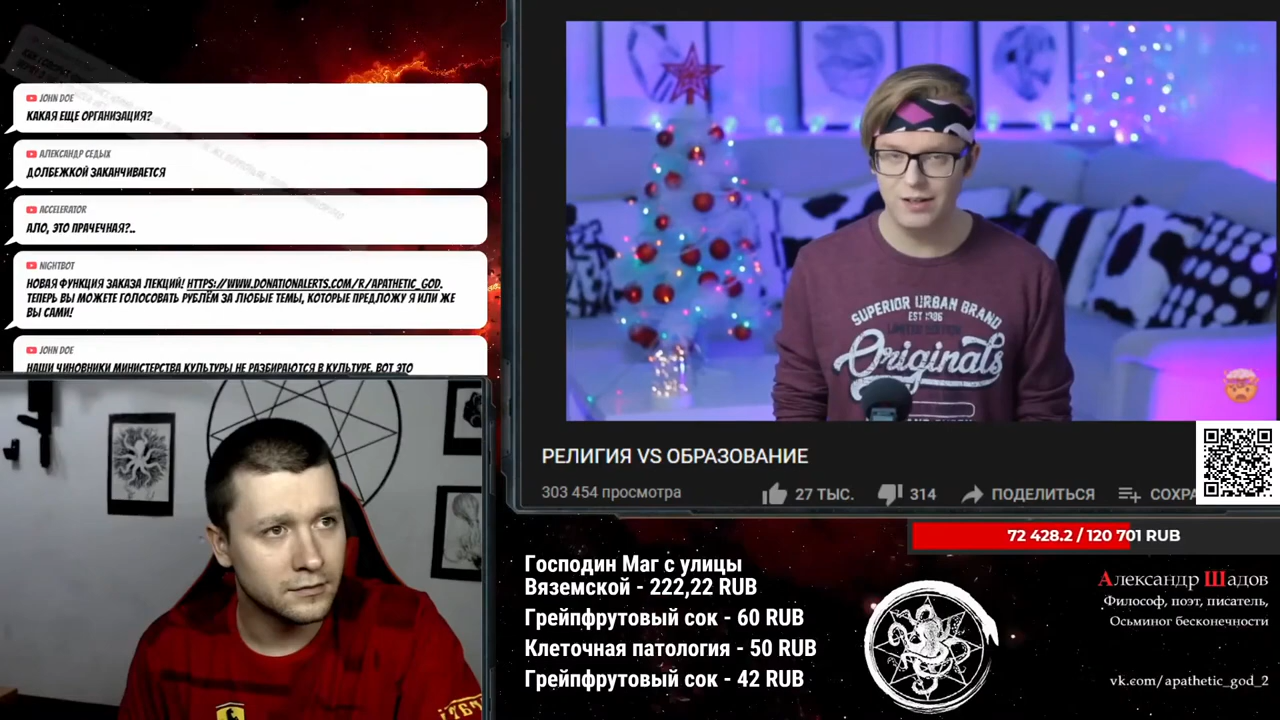 JOHN DOE
КАКАЯ ЕЩЕ ОРГАНИЗАЦИЯ?
АЛЕКСАНДР СЕДЫХ
ДОЛБЕЖКОЙ ЗАКАНЧИВАЕТСЯ
ACCELERATOR
АЛО, ЭТО ПРАЧЕЧНАЯ?..
NIGHTBOT
НОВАЯ ФУНКЦИЯ ЗАКАЗА ЛЕКЦИЙ! HTTPS://WWW.DONATIONALERTS.COM/R/APATHETIC_GOD.
ТЕПЕРЬ ВЫ МОЖЕТЕ ГОЛОСОВАТЬ РУБЛЁМ ЗА ЛЮБЫЕ ТЕМЫ, КОТОРЫЕ ПРЕДЛОЖУ Я ИЛИ ЖЕ
ВЫ САМИ!
JOHN DOE
НАШИ ЧИНОВНИКИ МИНИСТЕРСТВА КУЛЬТУРЫ НЕ РАЗБИРАЮТСЯ В КУЛЬТУРЕ. ВОТ ЭТО
SUPERIOR URBAN BRAND
EST 1986
LIMITED EDITION
Originals
РЕЛИГИЯ VS ОБРАЗОВАНИЕ
303 454 просмотра
27 ТЫС.
314
ПОДЕЛИТЬСЯ
СОХРА
72 428.2 / 120 701 RUB
Господин Маг с улицы
Вяземской - 222,22 RUB
Грейпфрутовый сок - 60 RUB
Клеточная патология - 50 RUB
Грейпфрутовый сок - 42 RUB
Александр Шадов
Философ, поэт, писатель,
Осьминог бесконечности
vk.com/apathetic_god_2